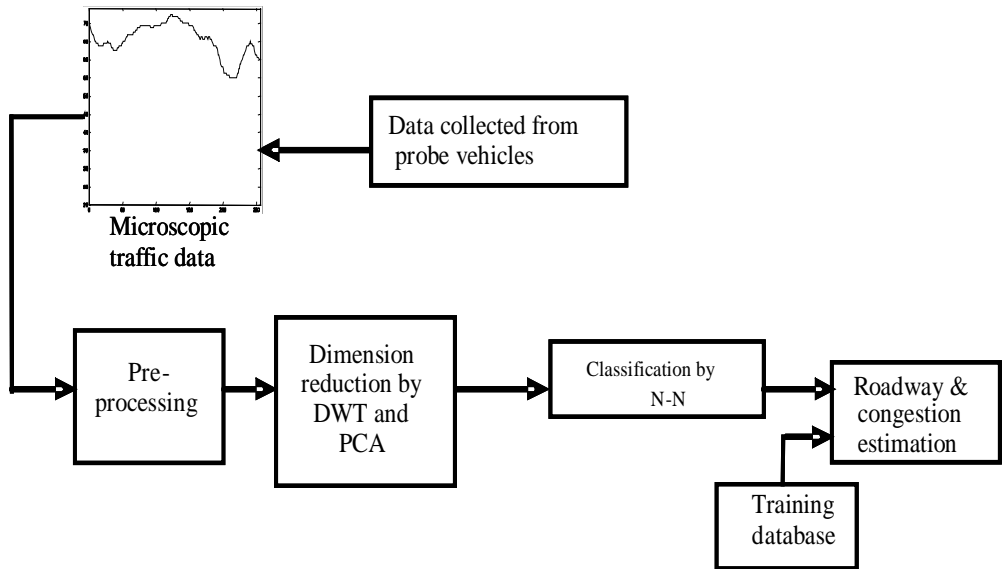 Data collected from
probe vehicles
Microscopic
traffic data
Pre-
processing
Dimension
reduction by
DWT and
PCA
Classification by
N-N
Roadway &
congestion
estimation
Training
database